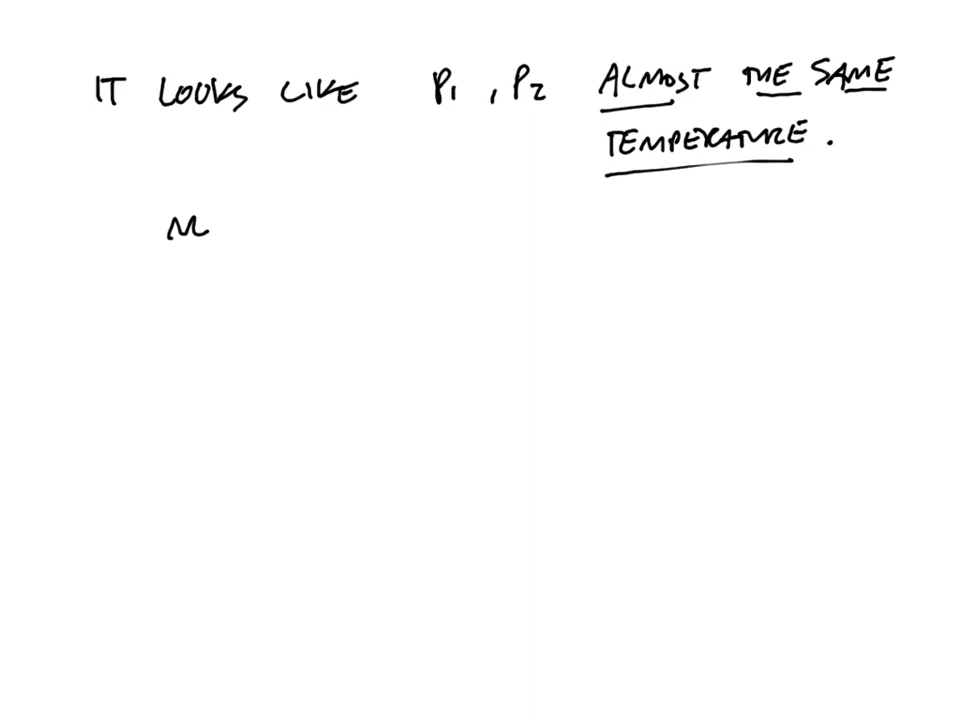 IT LOOKS LIKE P1 , P2 ALMOST THE SAME
TEMPERATURE .